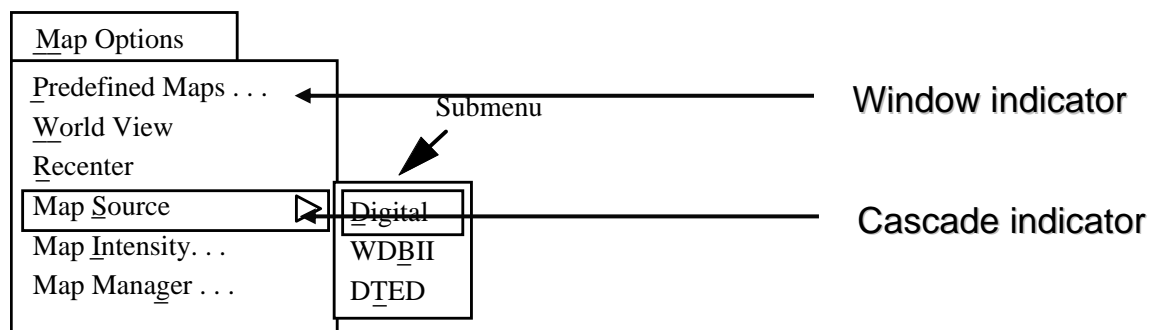 Map Options
Predefined Maps . . .
Window indicator
Submenu
World View
Recenter
Map Source
Digital
Cascade indicator
Map Intensity. . .
WDBII
Map Manager . . .
DTED